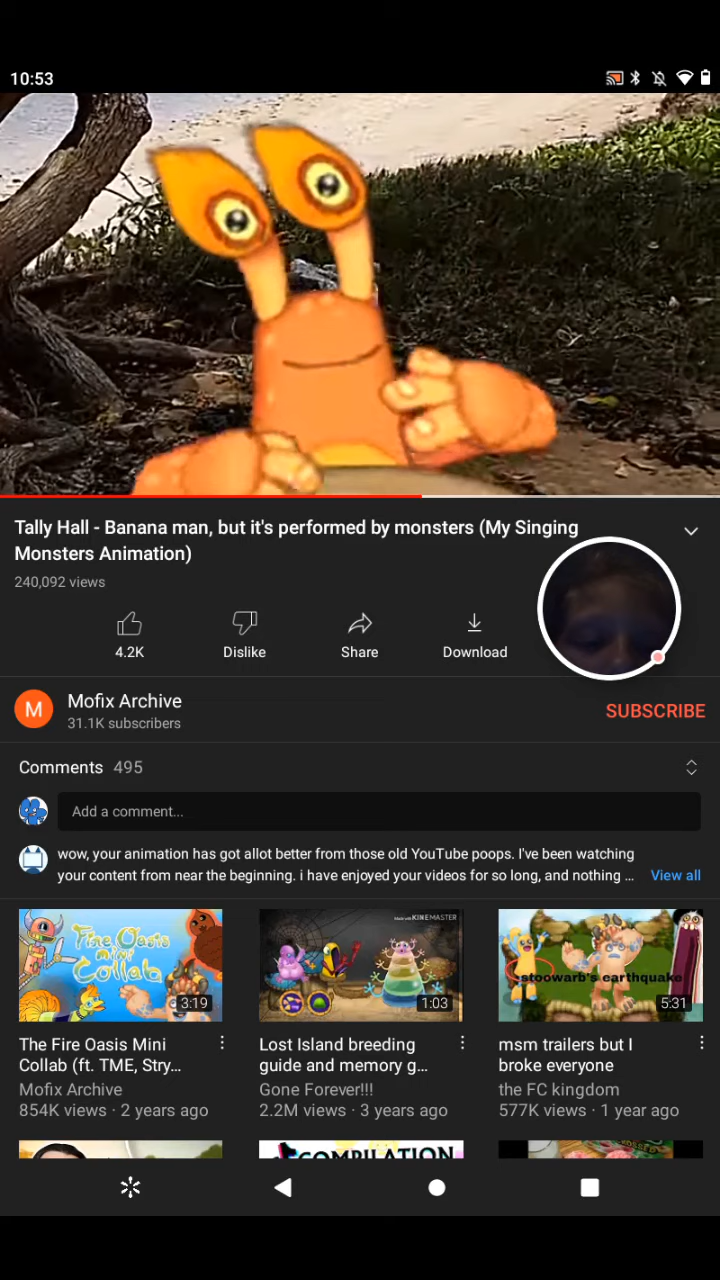 10:53
Tally Hall - Banana man, but it's performed by monsters (My Singing
Monsters Animation)
240,092 views
4.2K
Dislike
Share
Download
M
Mofix Archive
31.1K subscribers
SUBSCRIBE
Comments 495
Add a comment...
wow, your animation has got allot better from those old YouTube poops. I've been watching
your content from near the beginning. i have enjoyed your videos for so long, and nothing ...
View all
Fire Oasis
mini
Collab
3:19
Made with KINEMASTER
1:03
stoowarb's earthquake
5:31
The Fire Oasis Mini
Collab (ft. TME, Stry...
Mofix Archive
854K views · 2 years ago
Lost Island breeding
guide and memory g...
Gone Forever!!!
2.2M views · 3 years ago
msm trailers but I
broke everyone
the FC kingdom
577K views · 1 year ago
COMPILATION